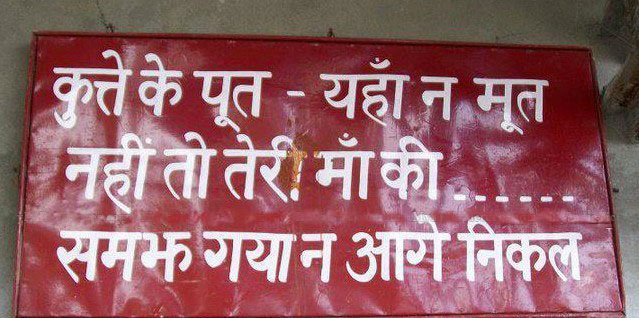 कुत्ते के पूत - यहाँ न मूत
नहीं तो तेरी माँ की ......
समझ गया न आगे निकल